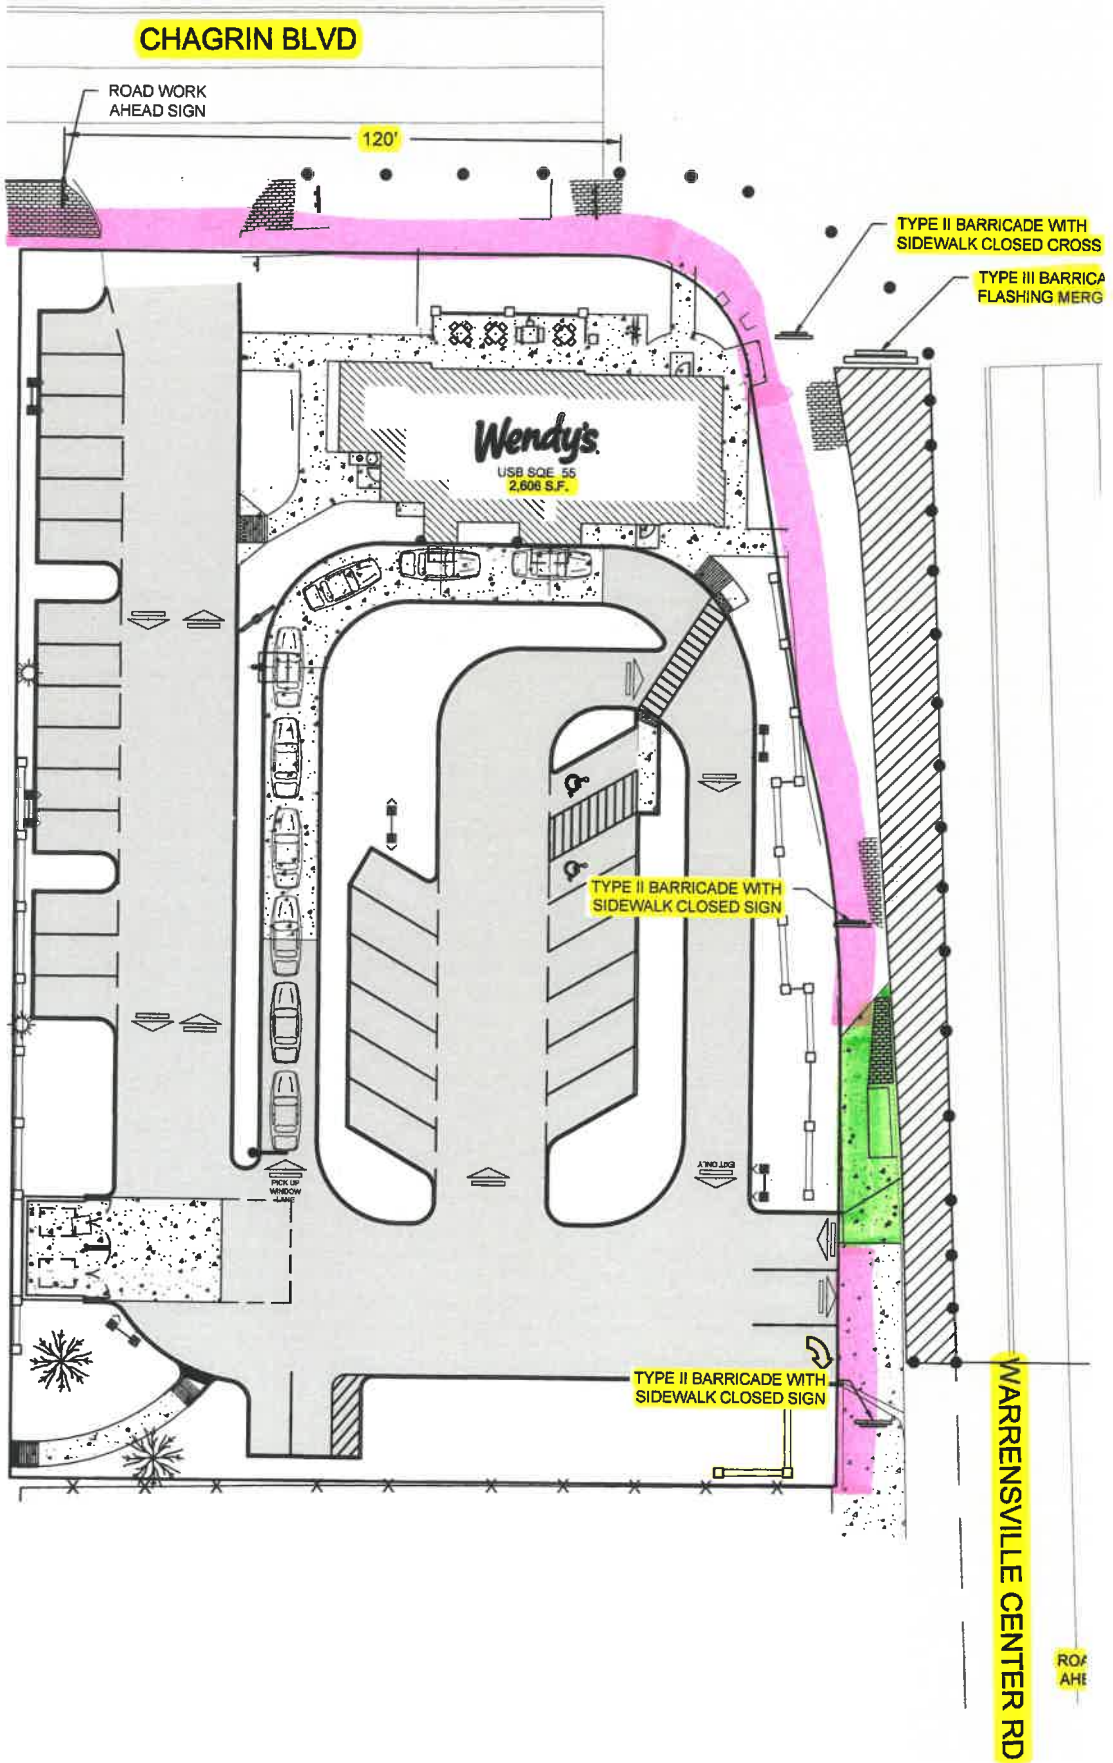 CHAGRIN BLVD
ROAD WORK
AHEAD SIGN
120'
TYPE II BARRICADE WITH
SIDEWALK CLOSED CROSS
TYPE III BARRICA
FLASHING MERG
Wendy's
USB SQE 55
2,606 S.F.
TYPE II BARRICADE WITH
SIDEWALK CLOSED SIGN
EXIT ONLY
PICK UP
WINDOW
LANE
TYPE II BARRICADE WITH
SIDEWALK CLOSED SIGN
WARRENSVILLE CENTER RD
ROA
AHE